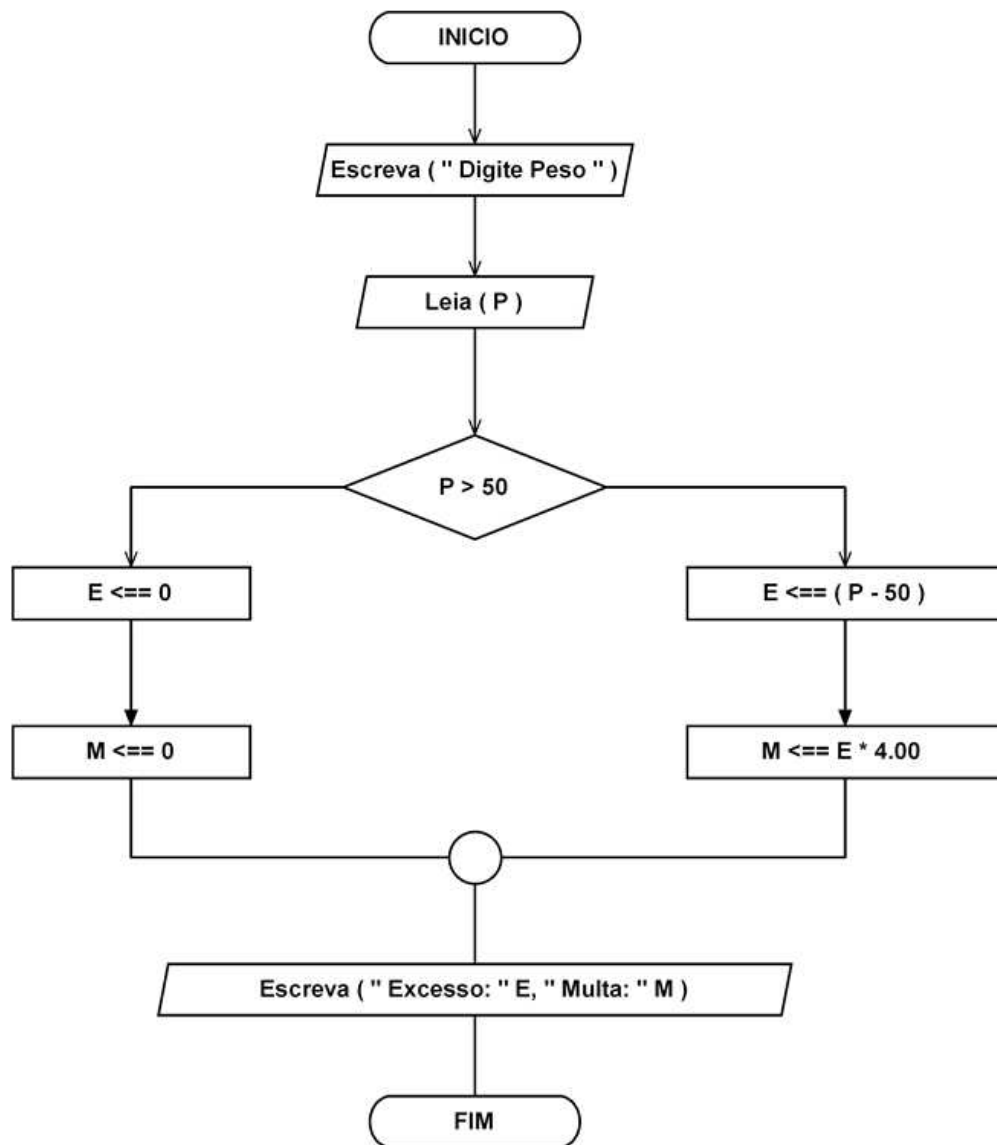 INICIO
Escreva ( " Digite Peso " )
Leia ( P )
P > 50
E <== 0
E <== ( P - 50 )
M <== 0
M <== E * 4.00
Escreva ( " Excesso: " E, " Multa: " M )
FIM